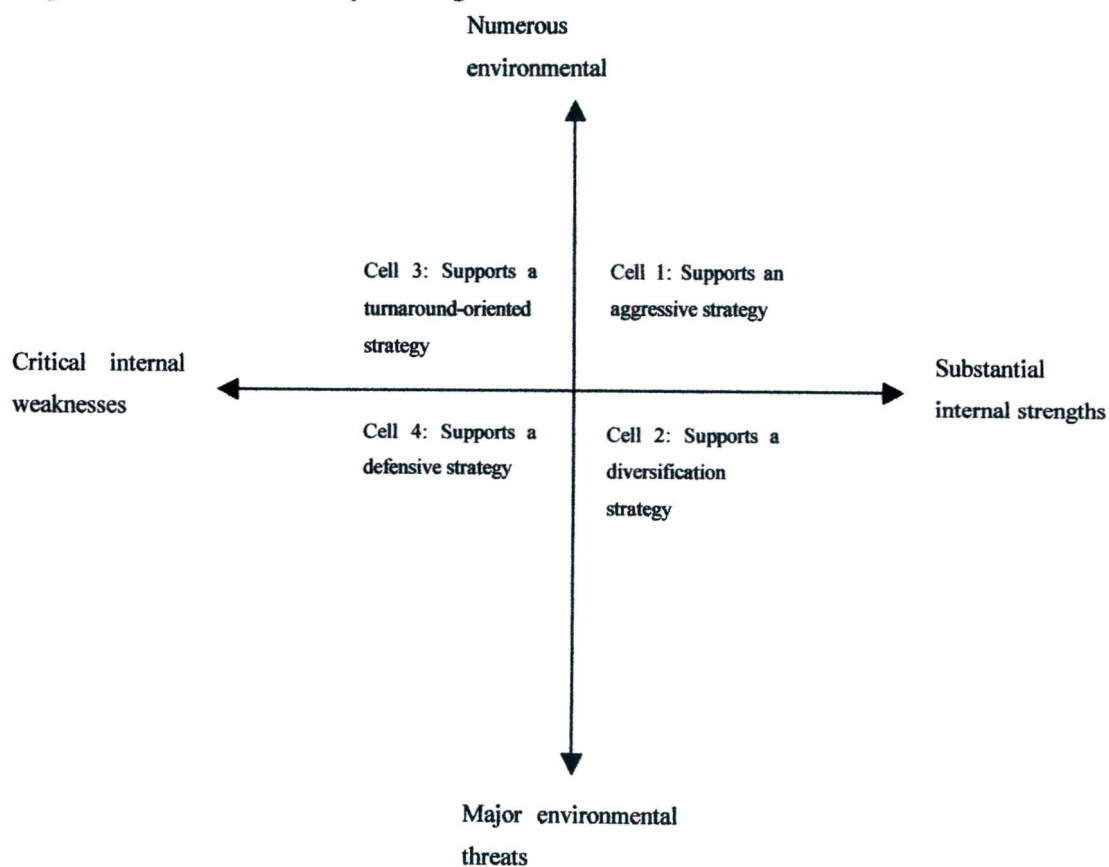 Numerous
environmental
Cell 3: Supports a
turnaround-oriented
strategy
Cell 1: Supports an
aggressive strategy
Critical internal
weaknesses
Substantial
internal strengths
Cell 4: Supports a
defensive strategy
Cell 2: Supports a
diversification
strategy
Major environmental
threats